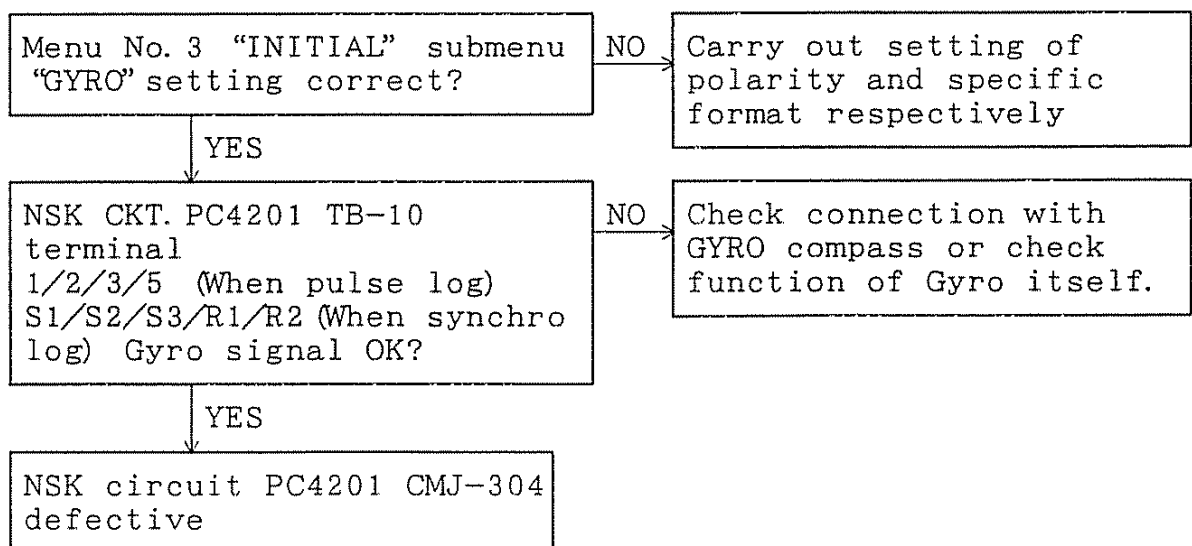 Menu No. 3 “INITIAL” submenu
“GYRO” setting correct?
NO
Carry out setting of
polarity and specific
format respectively
YES
NSK CKT. PC4201 TB-10
terminal
1/2/3/5 (When pulse log)
S1/S2/S3/R1/R2 (When synchro
log) Gyro signal OK?
NO
Check connection with
GYRO compass or check
function of Gyro itself.
YES
NSK circuit PC4201 CMJ-304
defective